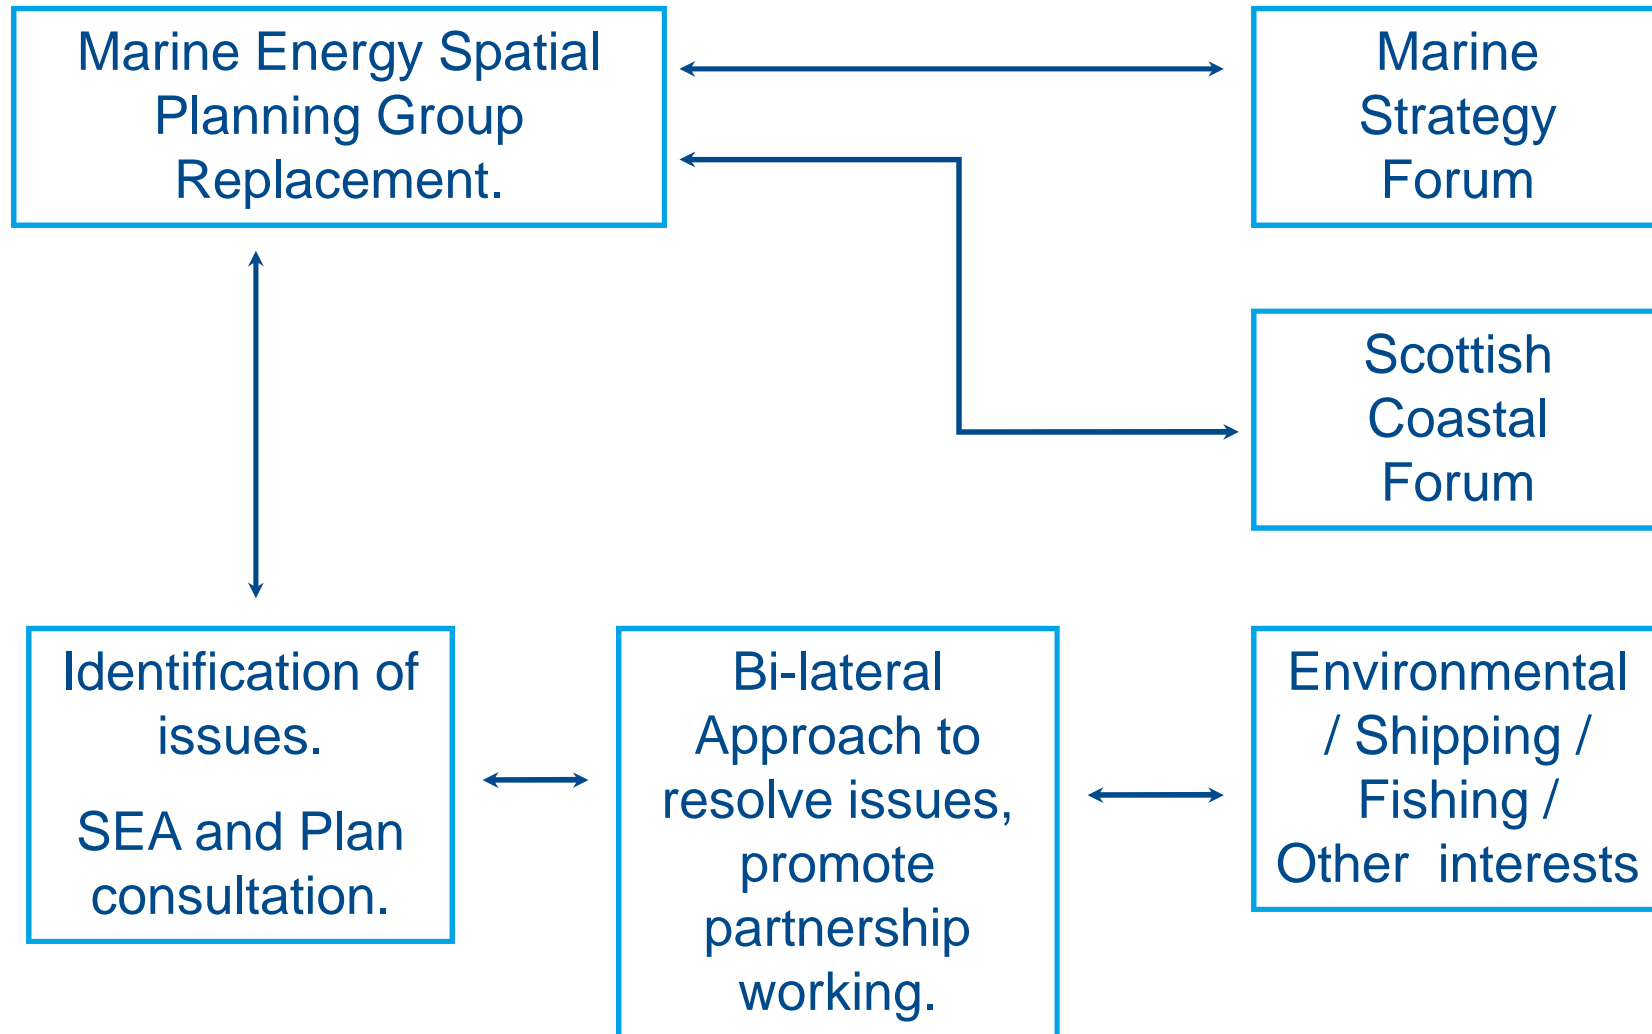 Marine Energy Spatial
Planning Group
Replacement.
Marine
Strategy
Forum
Scottish
Coastal
Forum
Identification of
issues.
SEA and Plan
consultation.
Bi-lateral
Approach to
resolve issues,
promote
partnership
working.
Environmental
/ Shipping /
Fishing /
Other interests